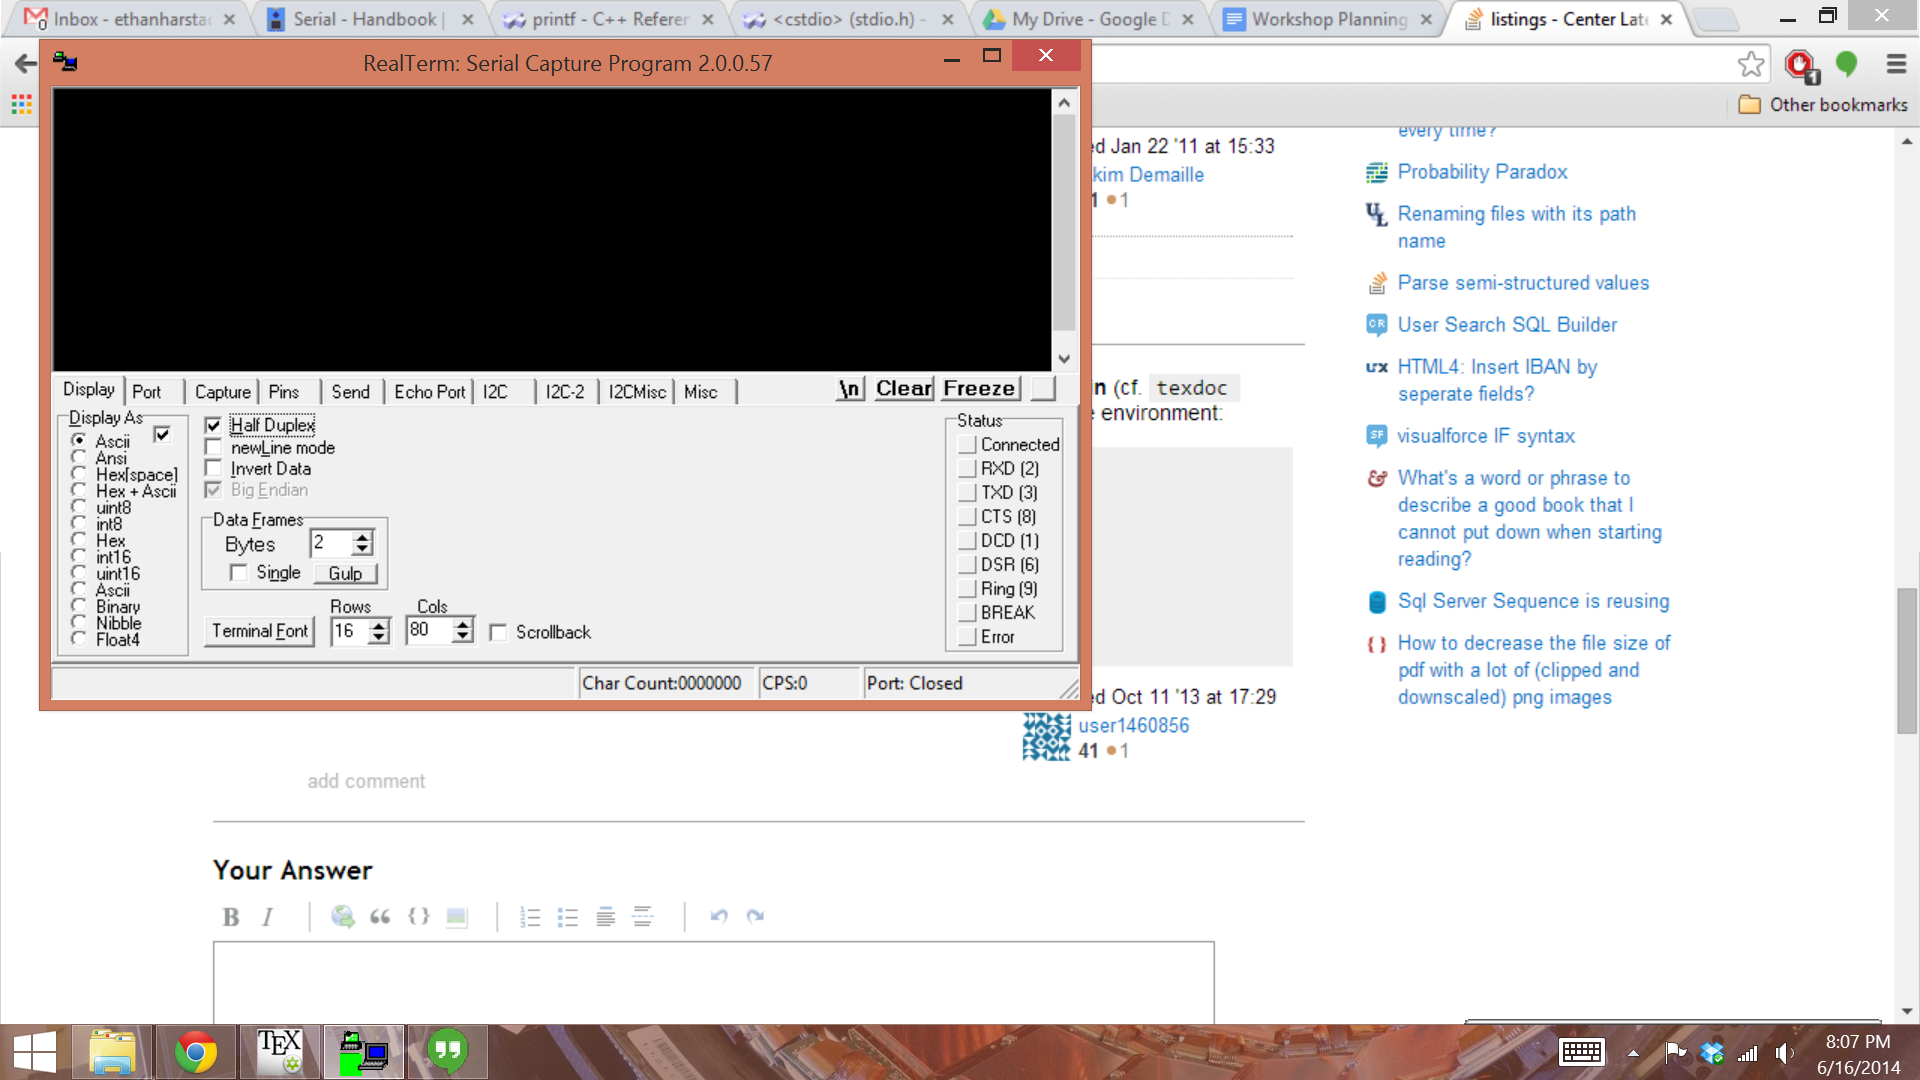 Inbox - ethanharstad
Serial - Handbook |
printf - C++ Referen
<cstdio> (stdio.h) -
My Drive - Google D
Workshop Planning
listings - Center Late
RealTerm: Serial Capture Program 2.0.0.57
1
Other bookmarks
Display
Port
Capture
Pins
Send
Echo Port
I2C
I2C-2
I2CMisc
Misc
\n
Clear
Freeze
Display As
Ascii
Ansi
Hex[space]
Hex + Ascii
uint8
int8
Hex
int16
uint16
Ascii
Binary
Nibble
Float4
Half Duplex
newLine mode
Invert Data
Big Endian
Data Frames
Bytes 2
Single Gulp
Rows Cols
Terminal Font 16 80 Scrollback
Status
Connected
RXD (2)
TXD (3)
CTS (8)
DCD (1)
DSR (6)
Ring (9)
BREAK
Error
Char Count:0000000 CPS:0 Port: Closed
ed Jan 22 '11 at 15:33
kim Demaille
1 ●1
n (cf. texdoc
e environment:
ed Oct 11 '13 at 17:29
user1460856
41 ●1
add comment
Your Answer
B I
every time?
Probability Paradox
Renaming files with its path
name
Parse semi-structured values
CR User Search SQL Builder
ux HTML4: Insert IBAN by
seperate fields?
SF visualforce IF syntax
What's a word or phrase to
describe a good book that I
cannot put down when starting
reading?
Sql Server Sequence is reusing
How to decrease the file size of
pdf with a lot of (clipped and
downscaled) png images
TEX
8:07 PM
6/16/2014